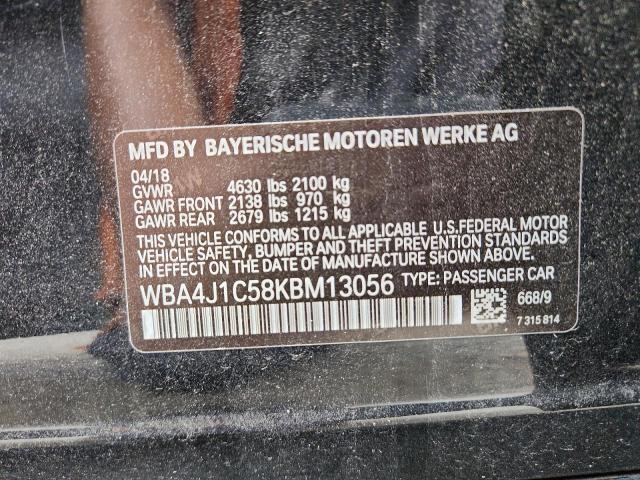 MFD BY BAYERISCHE MOTOREN WERKE AG
04/18
GVWR 4630 lbs 2100 kg
GAWR FRONT 2138 lbs 970 kg
GAWR REAR 2679 lbs 1215 kg
THIS VEHICLE CONFORMS TO ALL APPLICABLE U.S.FEDERAL MOTOR
VEHICLE SAFETY, BUMPER AND THEFT PREVENTION STANDARDS
IN EFFECT ON THE DATE OF MANUFACTURE SHOWN ABOVE.
WBA4J1C58KBM13056 TYPE: PASSENGER CAR
668/9
7 315 814